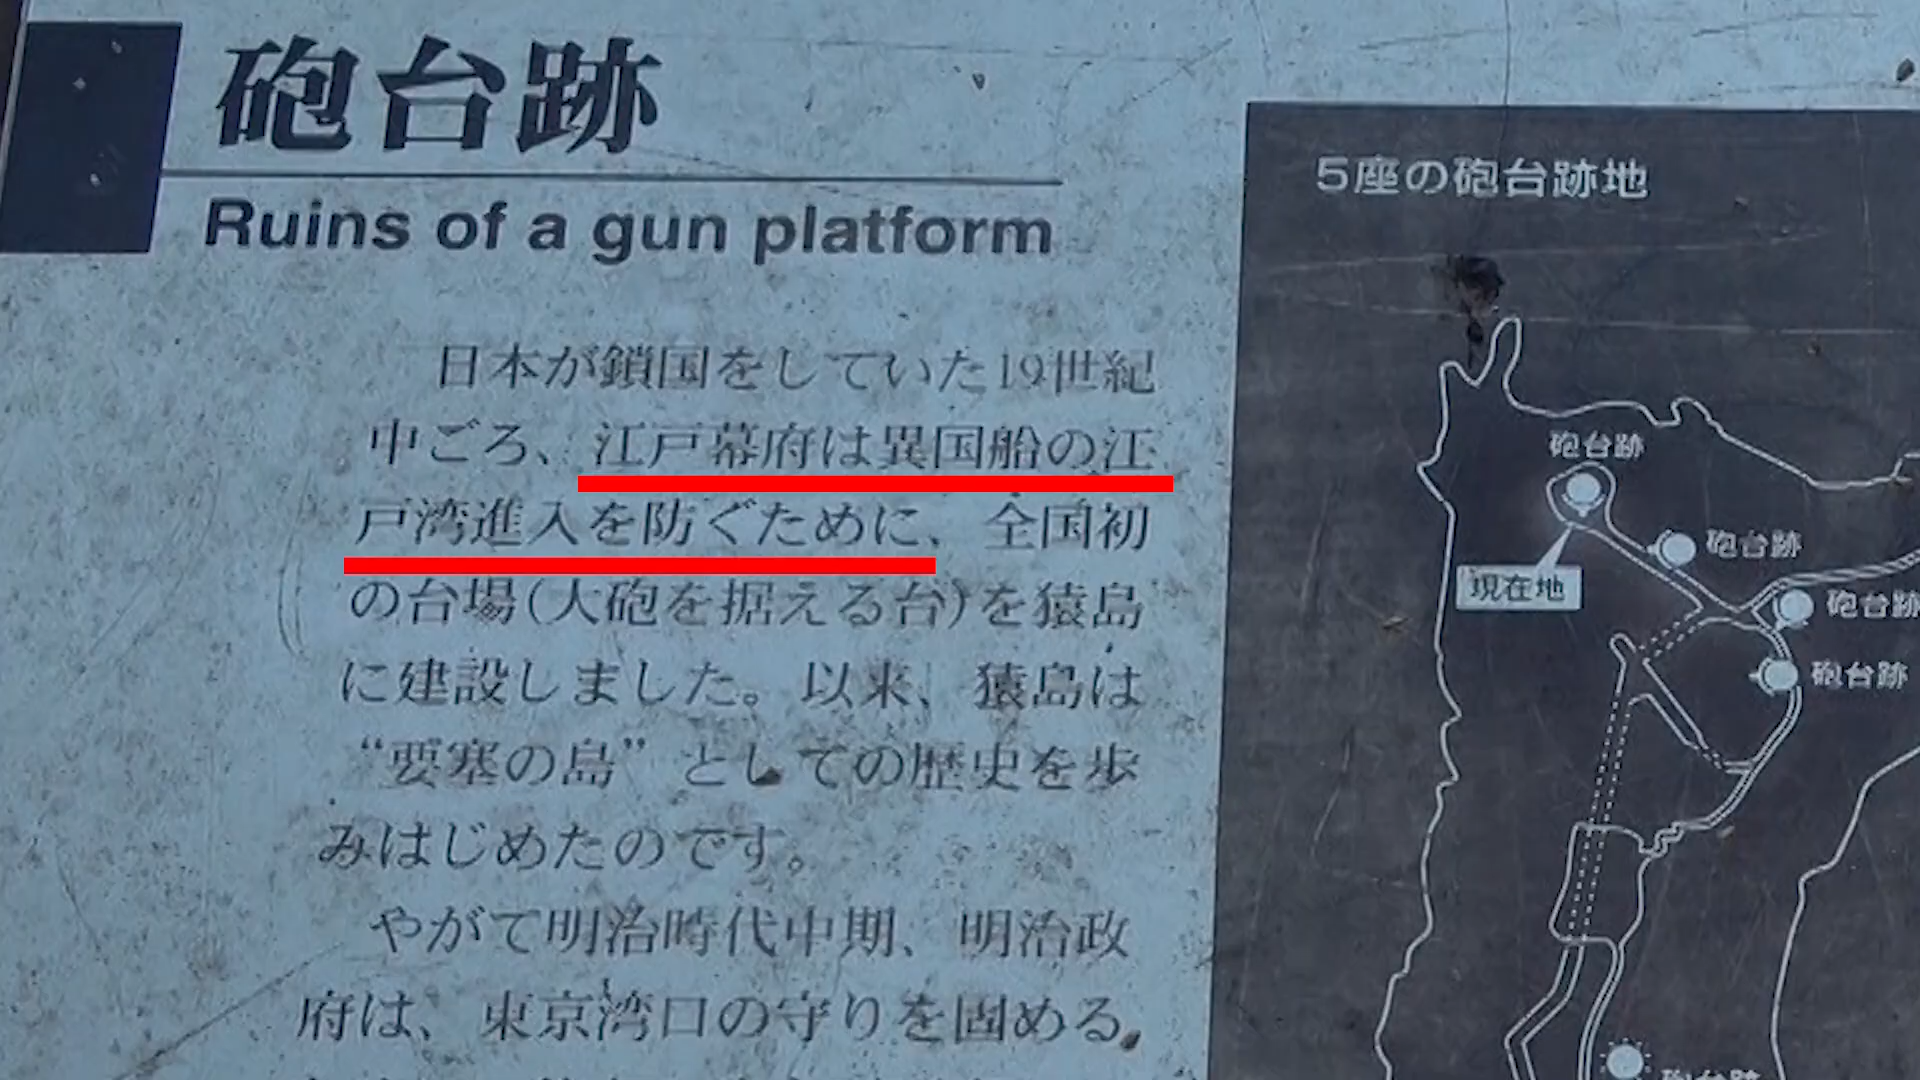 砲台跡
Ruins of a gun platform
日本が鎖国をしていた19世紀
中ごろ、江戸幕府は異国船の江
戸湾進入を防ぐために、全国初
の台場(大砲を据える台)を猿島
に建設しました。以来、猿島は
“要塞の島”としての歴史を歩
みはじめたのです。
やがて明治時代中期、明治政
府は、東京湾口の守りを固める
5座の砲台跡地
砲台跡
砲台跡
現在地
砲台跡
砲台跡
砲台跡